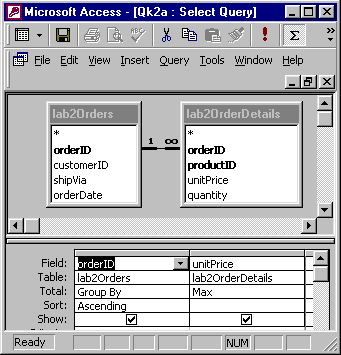 Microsoft Access - [Qk2a : Select Query]
File Edit View Insert Query Tools Window Help
lab2Orders lab2OrderDetails
* *
orderID 1 ∞ orderID
customerID productID
shipVia unitPrice
orderDate quantity
Field: orderID unitPrice
Table: lab2Orders lab2OrderDetails
Total: Group By Max
Sort: Ascending
Show:
Ready NUM